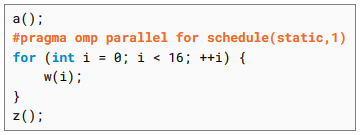 a();
#pragma omp parallel for schedule(static,1)
for (int i = 0; i < 16; ++i) {
    w(i);
}
z();